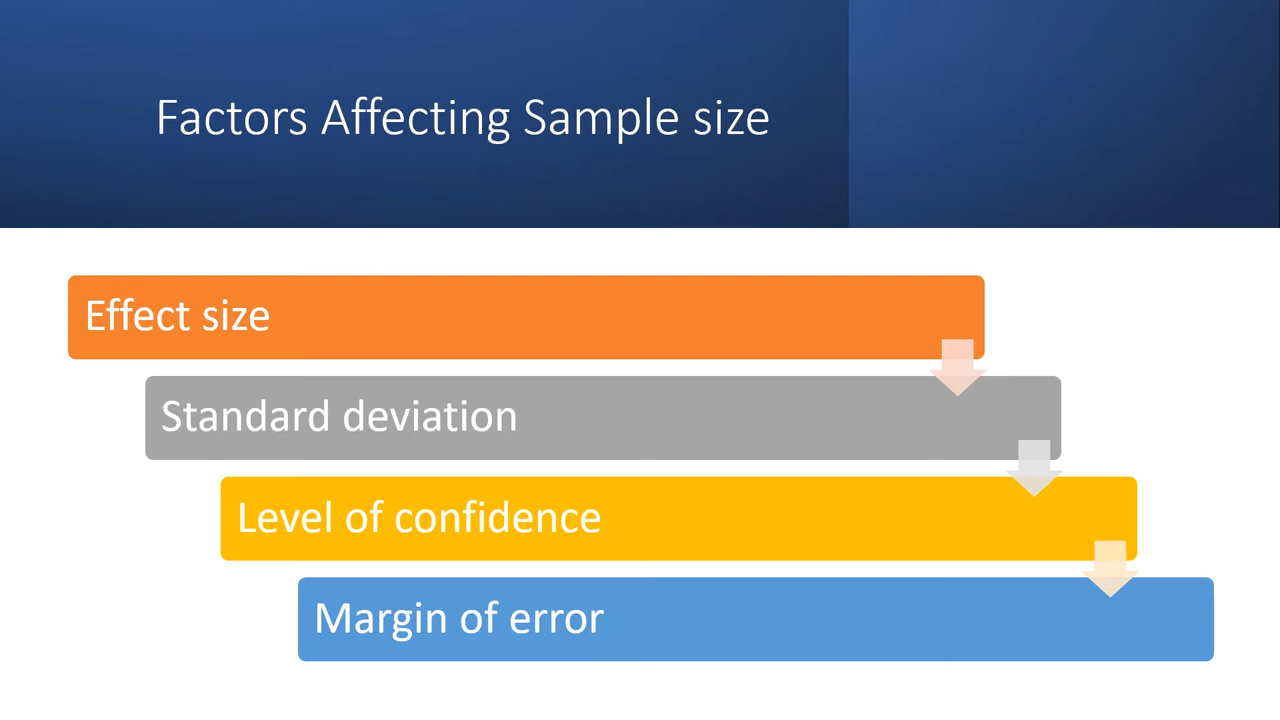 Factors Affecting Sample size
Effect size
Standard deviation
Level of confidence
Margin of error